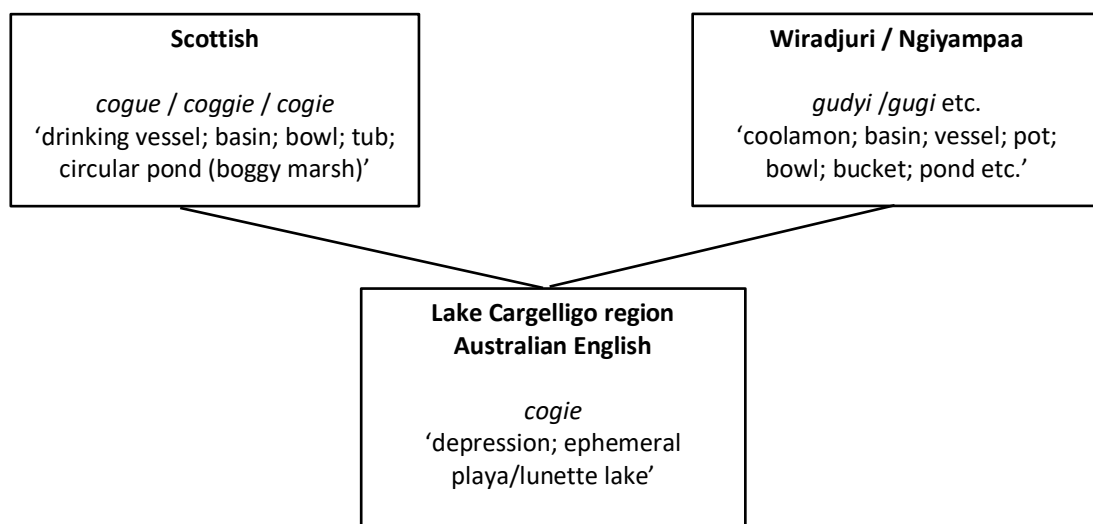 Scottish
cogue / coggie / cogie
‘drinking vessel; basin; bowl; tub;
circular pond (boggy marsh)’
Wiradjuri / Ngiyampaa
gudyi /gugi etc.
‘coolamon; basin; vessel; pot;
bowl; bucket; pond etc.’
Lake Cargelligo region
Australian English
cogie
‘depression; ephemeral
playa/lunette lake’